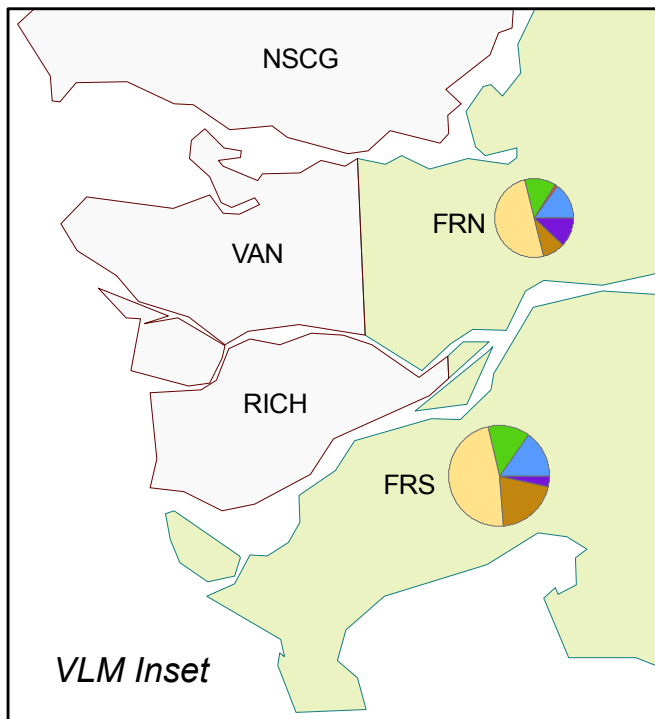 NSCG
FRN
VAN
RICH
FRS
VLM Inset